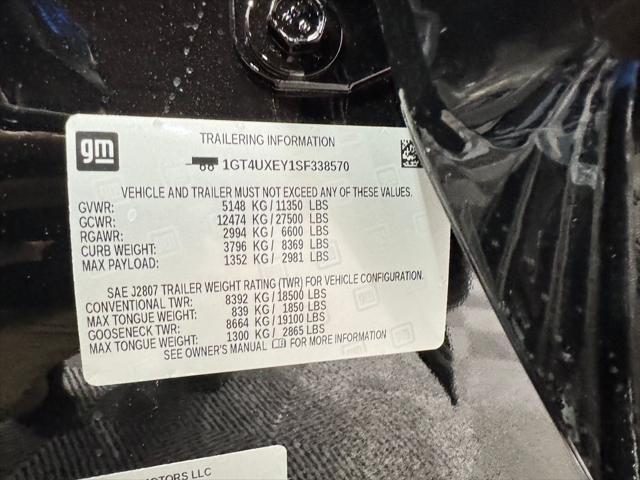 gm
TRAILERING INFORMATION
1GT4UXEY1SF338570
VEHICLE AND TRAILER MUST NOT EXCEED ANY OF THESE VALUES.
GVWR: 5148 KG/11350 LBS
GCWR: 12474 KG/27500 LBS
RGAWR: 2994 KG/ 6600 LBS
CURB WEIGHT: 3796 KG/ 8369 LBS
MAX PAYLOAD: 1352 KG/ 2981 LBS
SAE J2807 TRAILER WEIGHT RATING (TWR) FOR VEHICLE CONFIGURATION.
CONVENTIONAL TWR: 8392 KG/18500 LBS
MAX TONGUE WEIGHT: 839 KG/ 1850 LBS
GOOSENECK TWR: 8664 KG/19100 LBS
MAX TONGUE WEIGHT: 1300 KG/ 2865 LBS
SEE OWNER'S MANUAL FOR MORE INFORMATION
MOTORS LLC